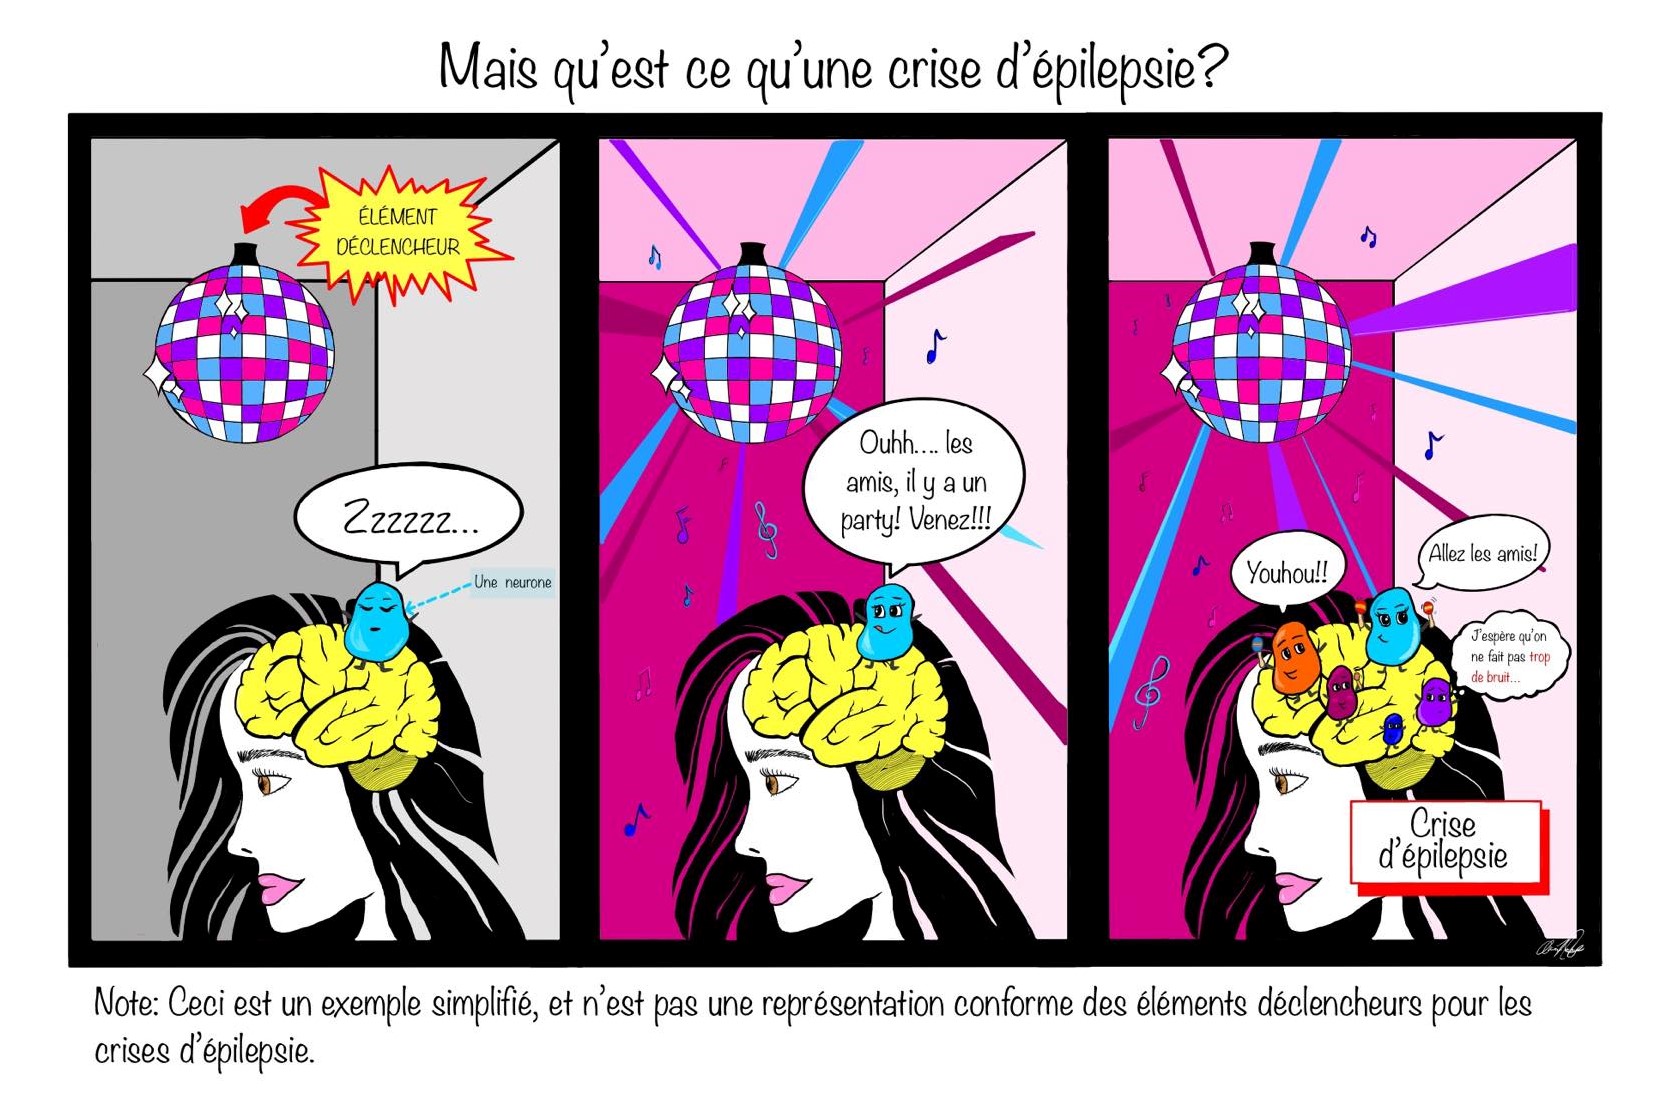 Mais qu'est ce qu'une crise d'épilepsie?
ÉLÉMENT
DÉCLENCHEUR
Zzzzzz...
Une neurone
Ouhh.... les
amis, il y a un
party! Venez!!!
Youhou!!
Allez les amis!
J'espère qu'on
ne fait pas trop
de bruit...
Crise
d'épilepsie
Note: Ceci est un exemple simplifié, et n'est pas une représentation conforme des éléments déclencheurs pour les
crises d'épilepsie.